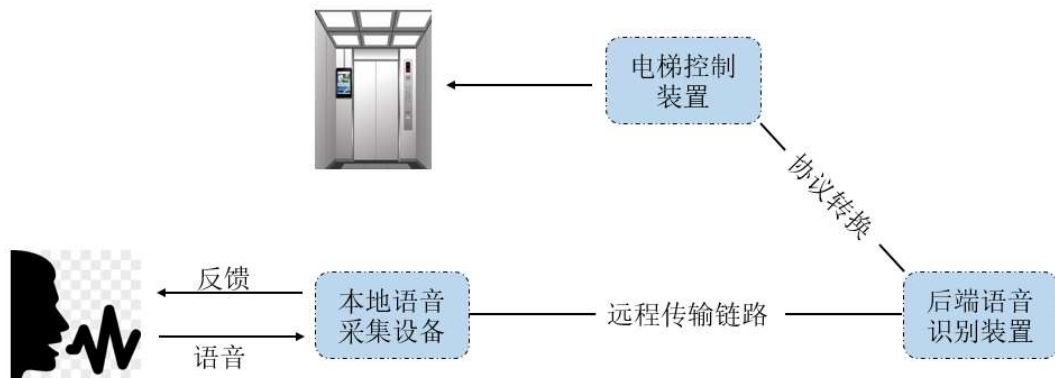 电梯控制
装置
协议转换
反馈
语音
本地语音
采集设备
远程传输链路
后端语音
识别装置